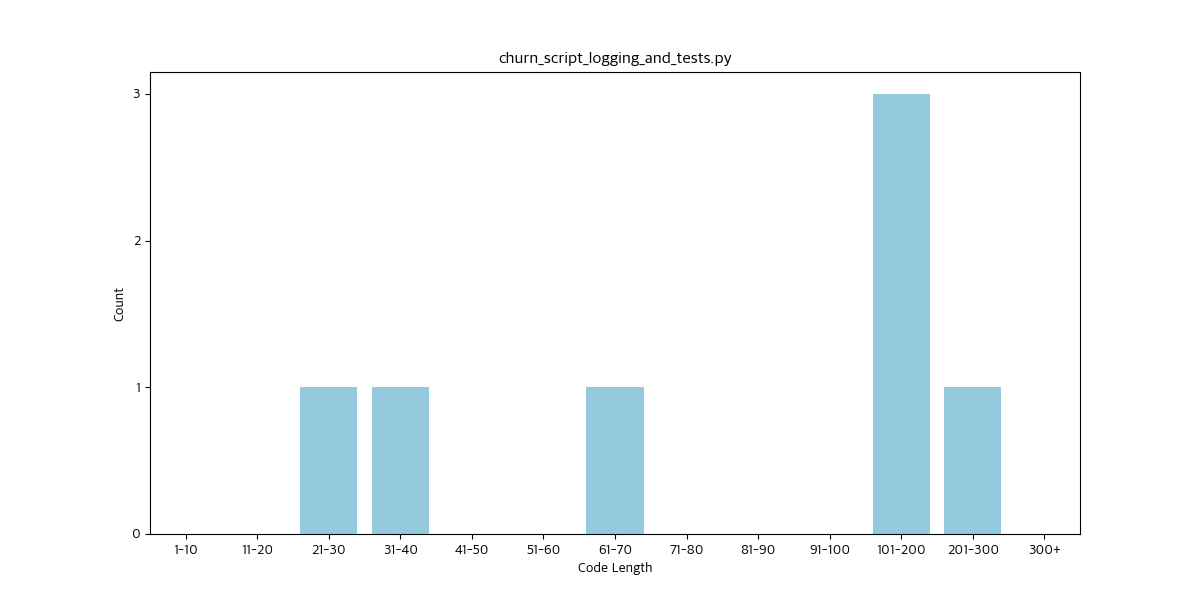 churn_script_logging_and_tests.py
3
2
1
0
Count
1-10 11-20 21-30 31-40 41-50 51-60 61-70 71-80 81-90 91-100 101-200 201-300 300+
Code Length